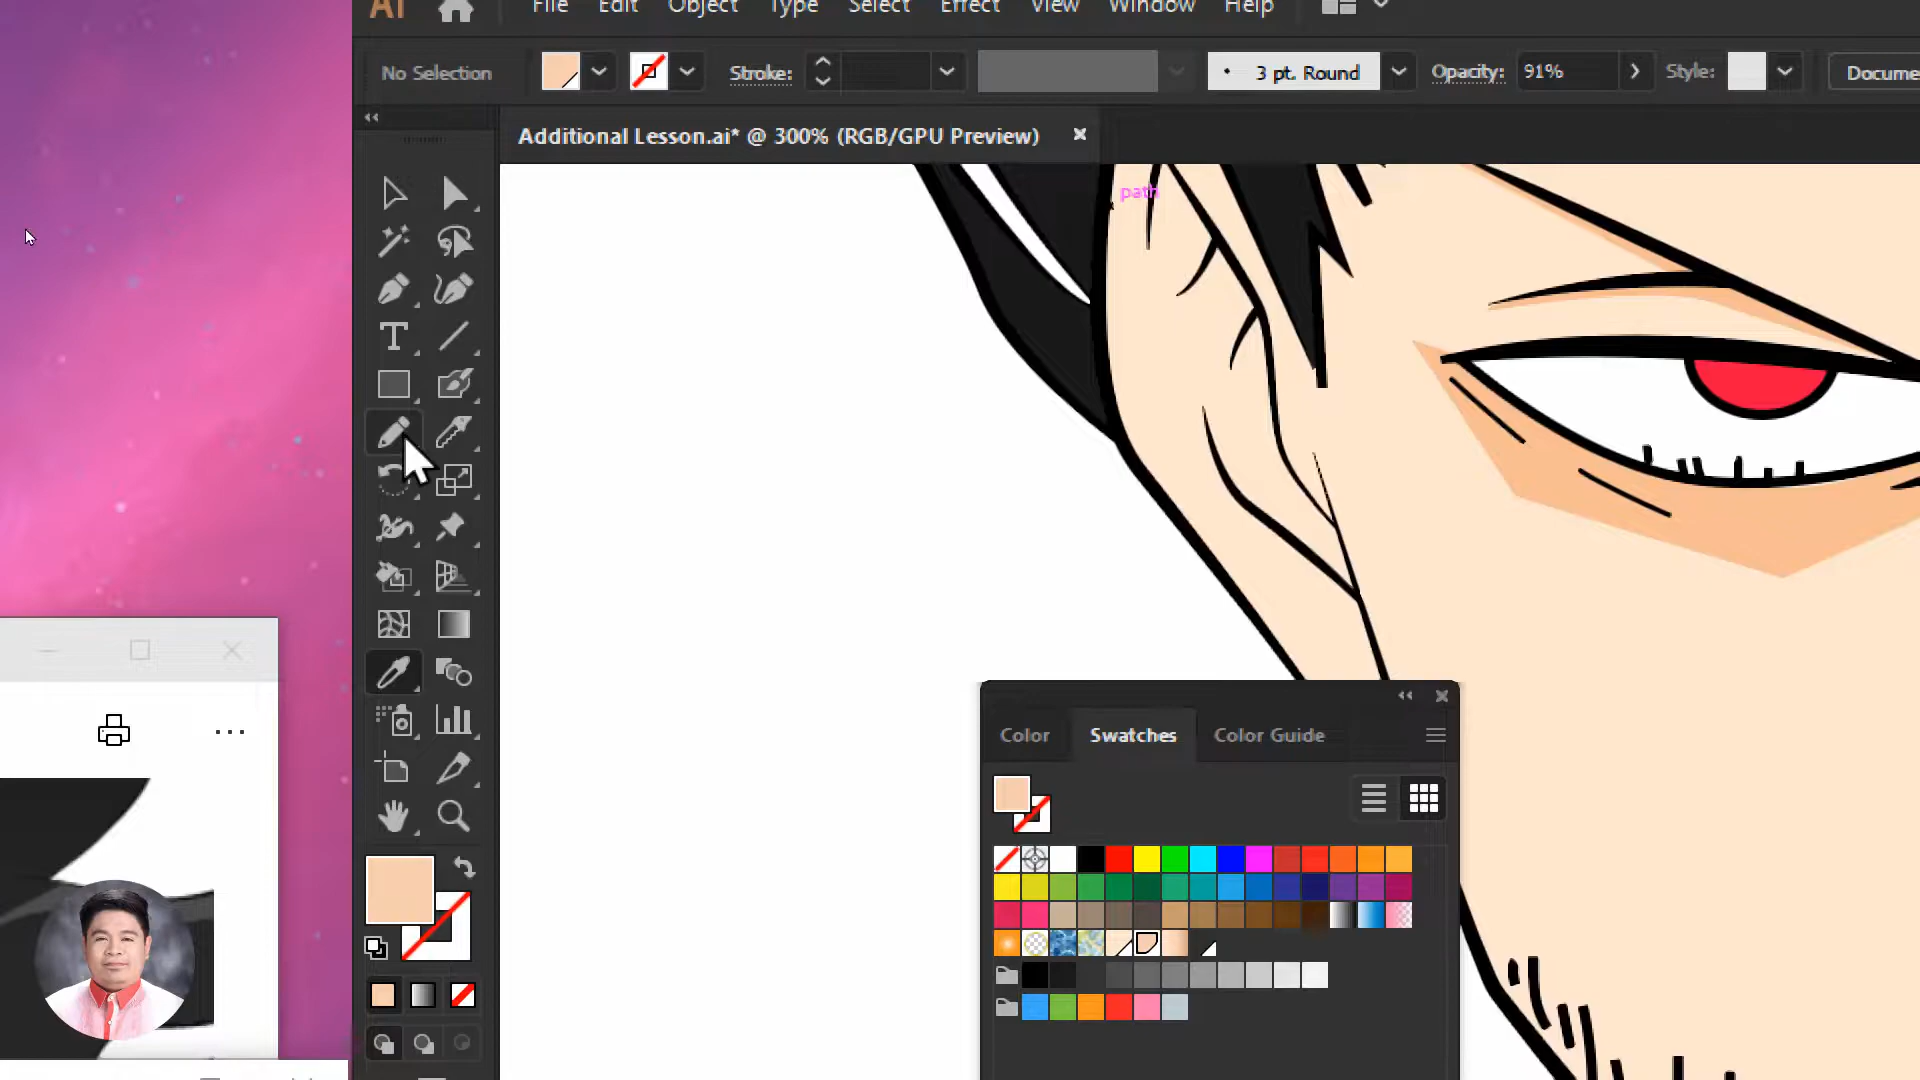 Ai File Edit Object Type Select Effect View Window Help
No Selection Stroke: 3 pt. Round Opacity: 91% Style: Docume
Additional Lesson.ai* @ 300% (RGB/GPU Preview)
path
Color Swatches Color Guide